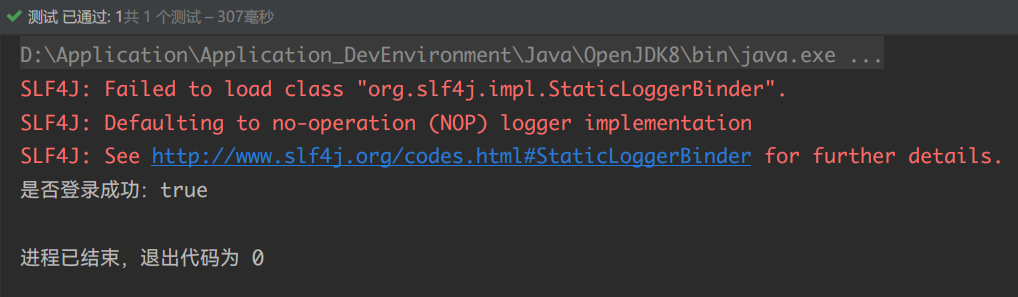 测试 已通过: 1共 1 个测试 – 307毫秒
D:\Application\Application_DevEnvironment\Java\OpenJDK8\bin\java.exe ...
SLF4J: Failed to load class "org.slf4j.impl.StaticLoggerBinder".
SLF4J: Defaulting to no-operation (NOP) logger implementation
SLF4J: See http://www.slf4j.org/codes.html#StaticLoggerBinder for further details.
是否登录成功: true
进程已结束，退出代码为 0